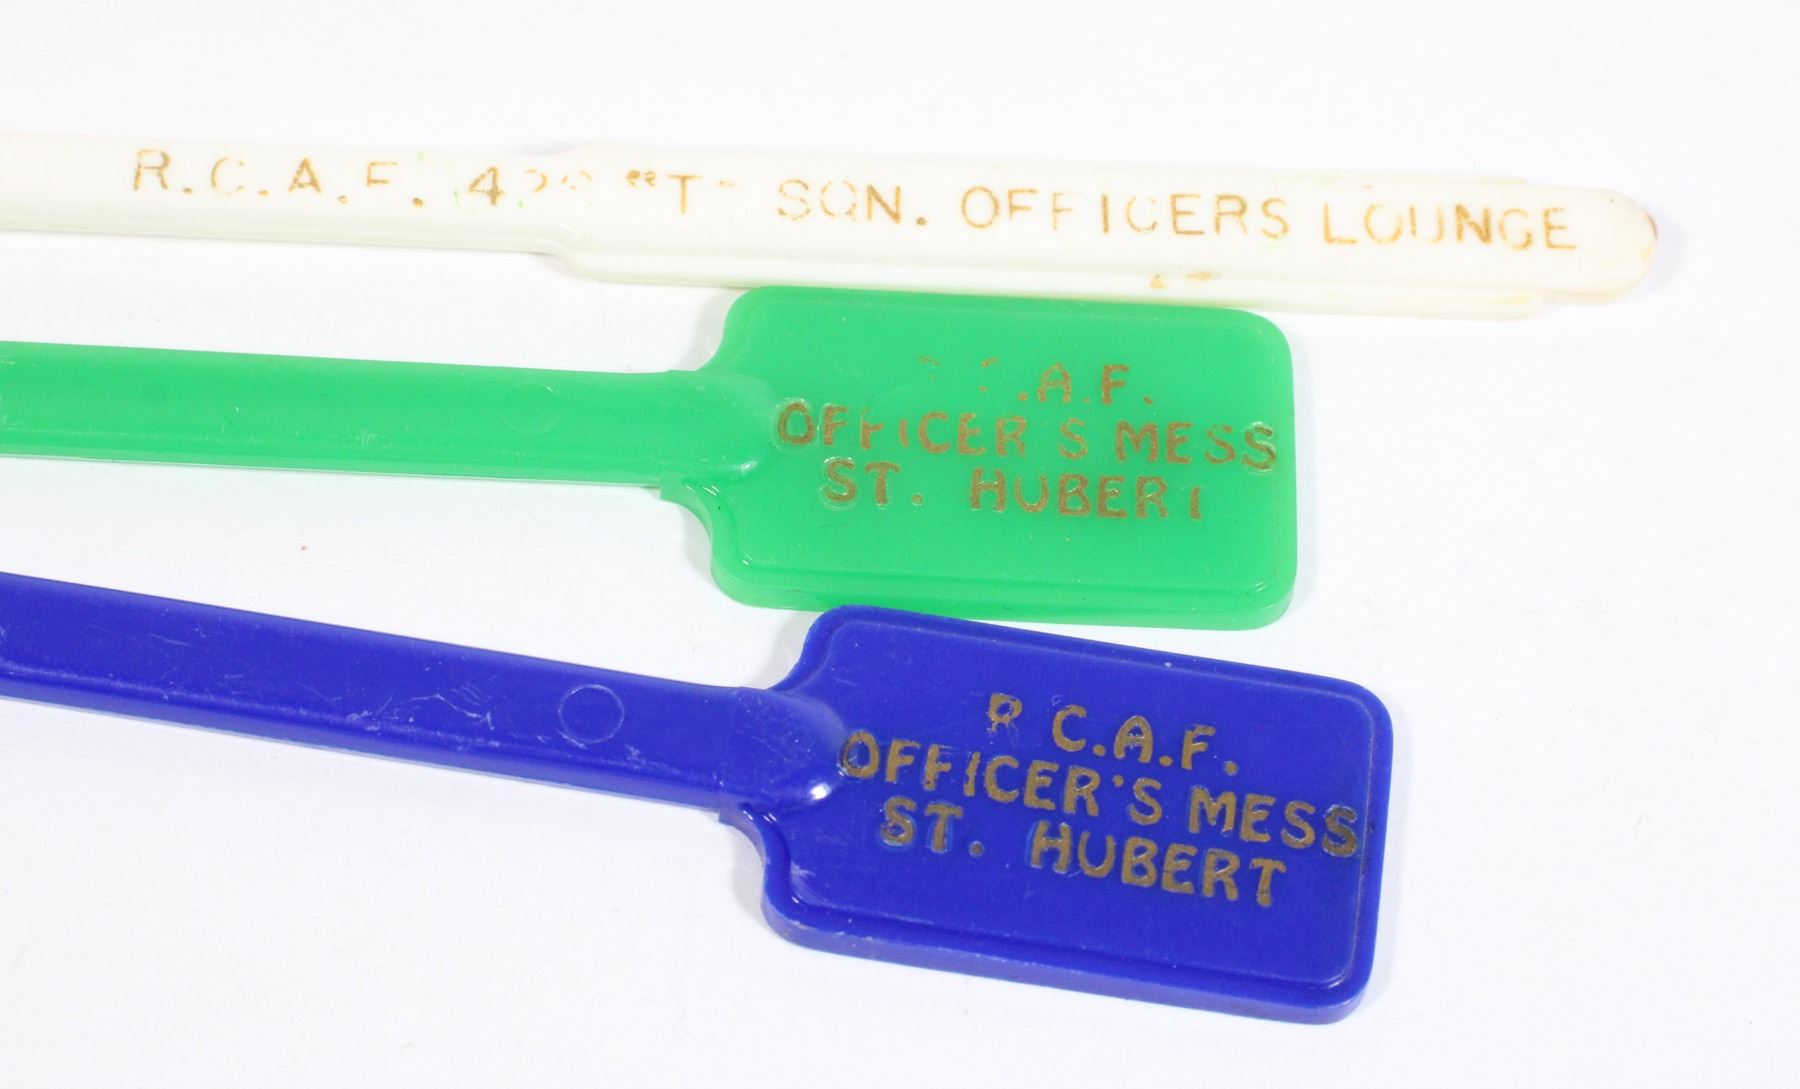 R.C.A.F. "T" SQN. OFFICERS LOUNGE
R.C.A.F.
OFFICER'S MESS
ST. HUBERT
R.C.A.F.
OFFICER'S MESS
ST. HUBERT